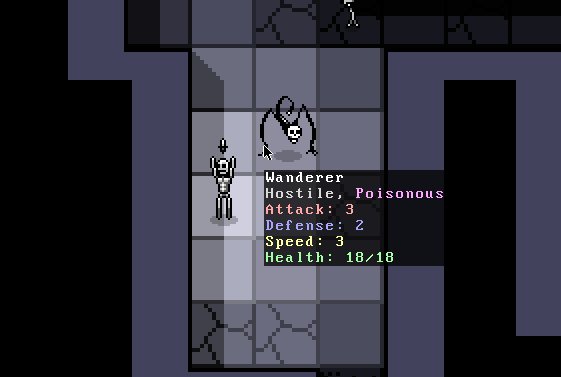 Wanderer
Hostile, Poisonous
Attack: 3
Defense: 2
Speed: 3
Health: 18/18